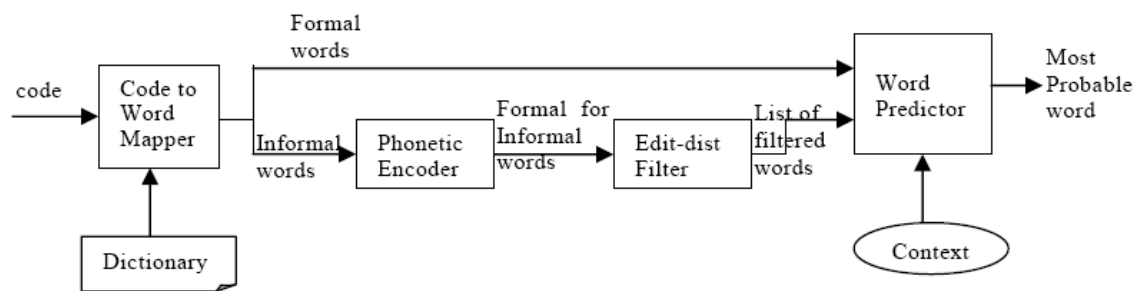 Formal
words
code
Code to
Word
Mapper
Dictionary
Informal
words
Phonetic
Encoder
Formal for
Informal
words
Edit-dist
Filter
List of
filtered
words
Word
Predictor
Context
Most
Probable
word